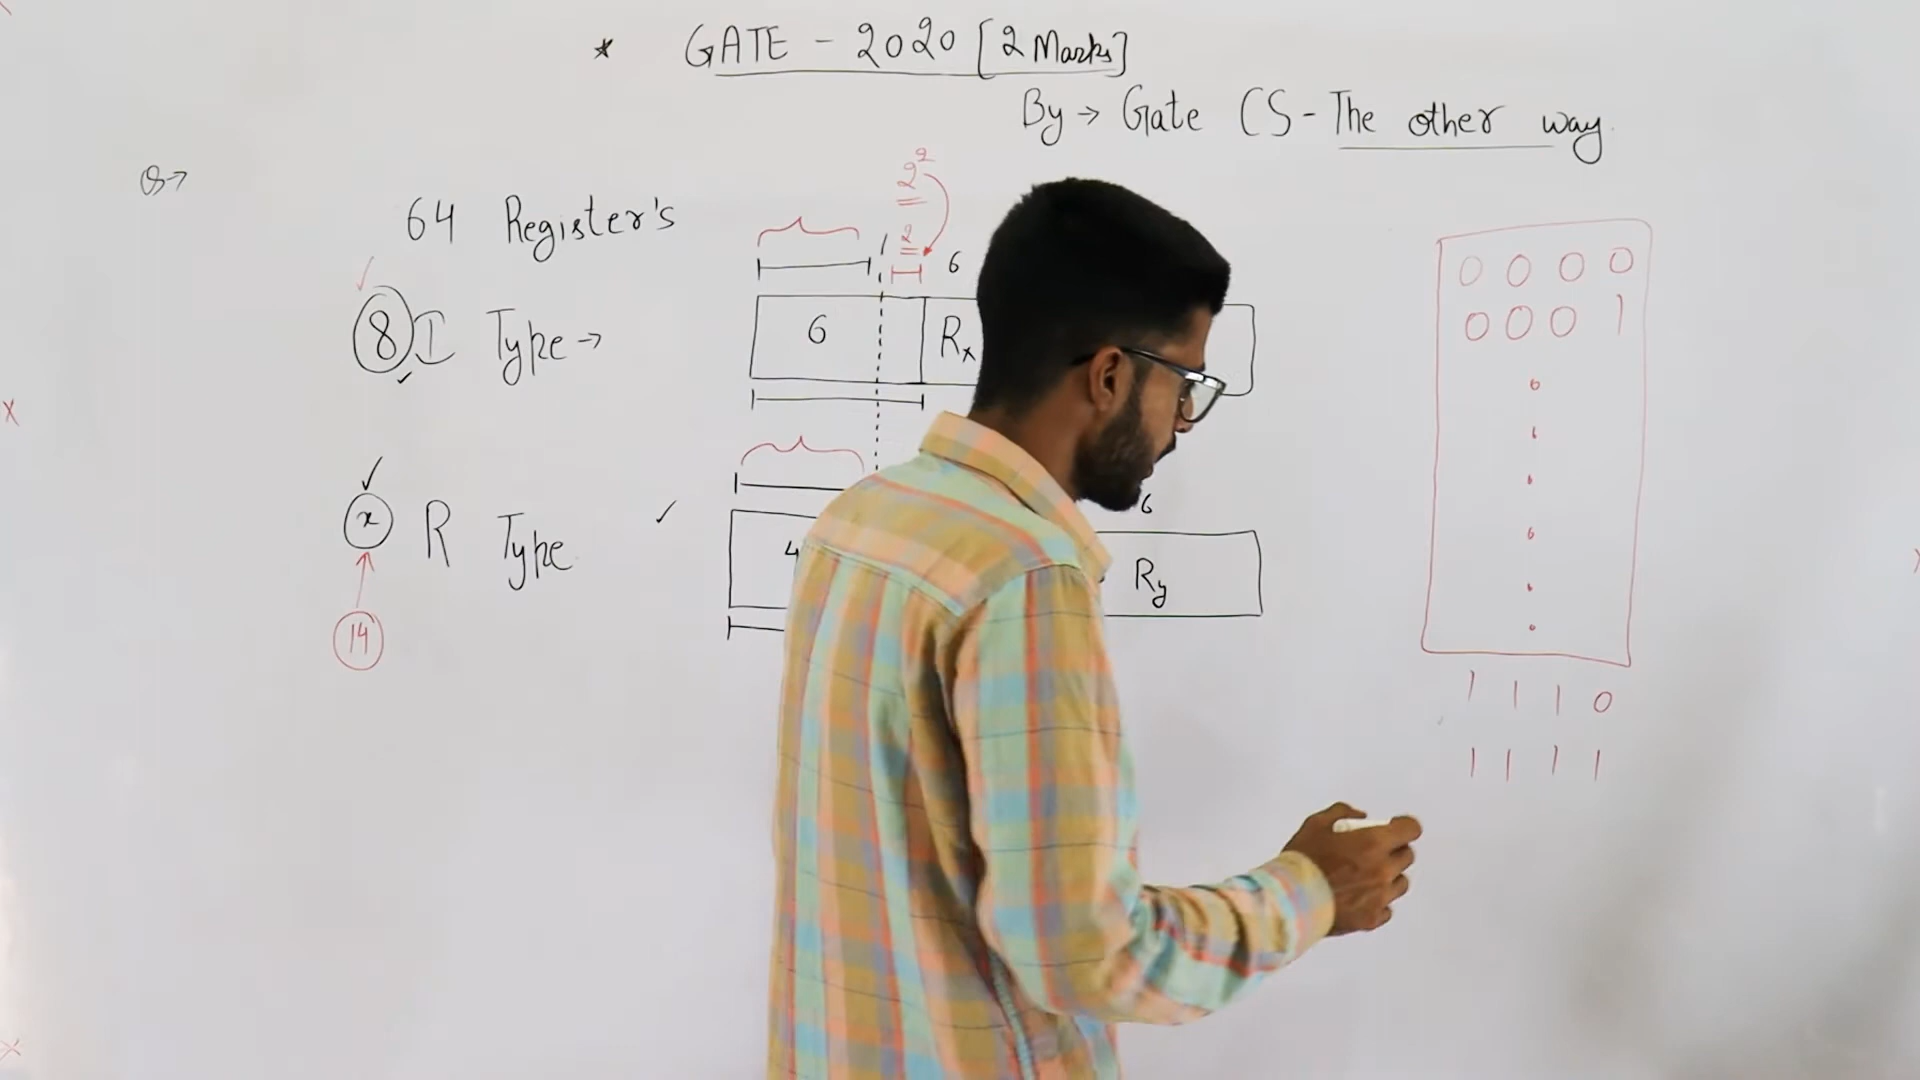 * GATE - 2020 [2 Marks]
By → Gate CS - The other way
Q→
64 Register's
2²
1 2 6
8 I Type →
6 Rx
x R Type ✓
4 6
Ry
14
0 0 0 0
0 0 0 1
1 1 1 0
1 1 1 1